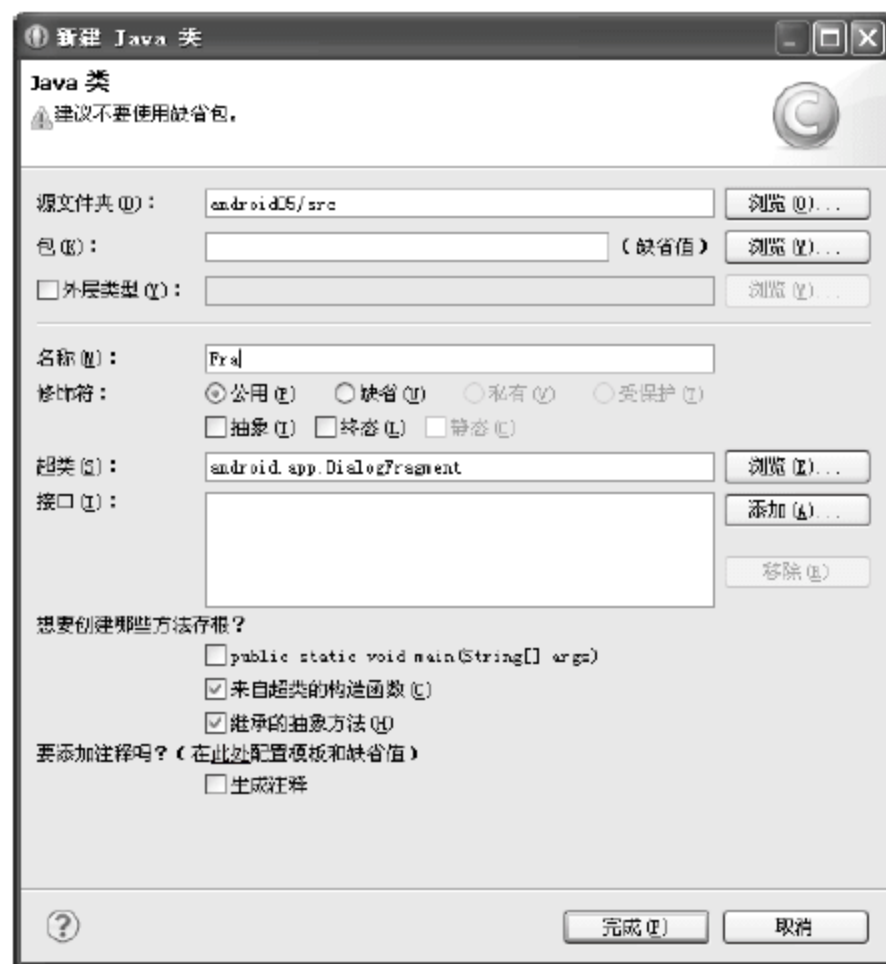 新建 Java 类
Java 类
建议不要使用缺省包。
源文件夹(D)： android05/src 浏览(O)...
包(K)： （缺省值） 浏览(W)...
外层类型(Y)： 浏览(W)...
名称(M)： Fra
修饰符： 公用(P) 缺省(U) 私有(V) 受保护(T)
抽象(T) 终态(L) 静态(C)
超类(S)： android.app.DialogFragment 浏览(E)...
接口(I)： 添加(A)...
移除(R)
想要创建哪些方法存根？
public static void main(String[] args)
来自超类的构造函数(C)
继承的抽象方法(H)
要添加注释吗？（在此处配置模板和缺省值）
生成注释
完成(F) 取消